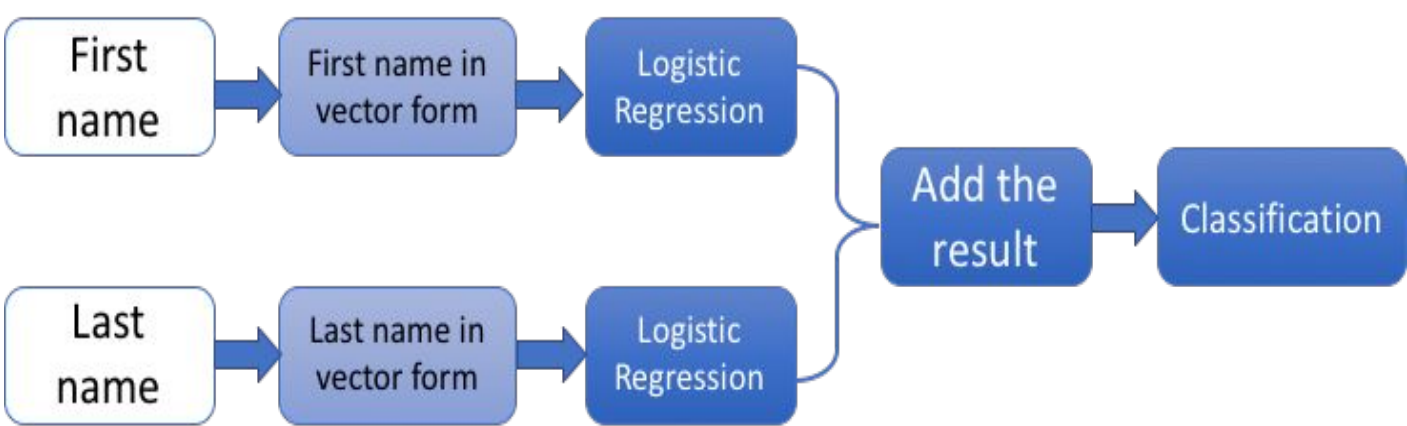 First
name
First name in
vector form
Logistic
Regression
Last
name
Last name in
vector form
Logistic
Regression
Add the
result
Classification